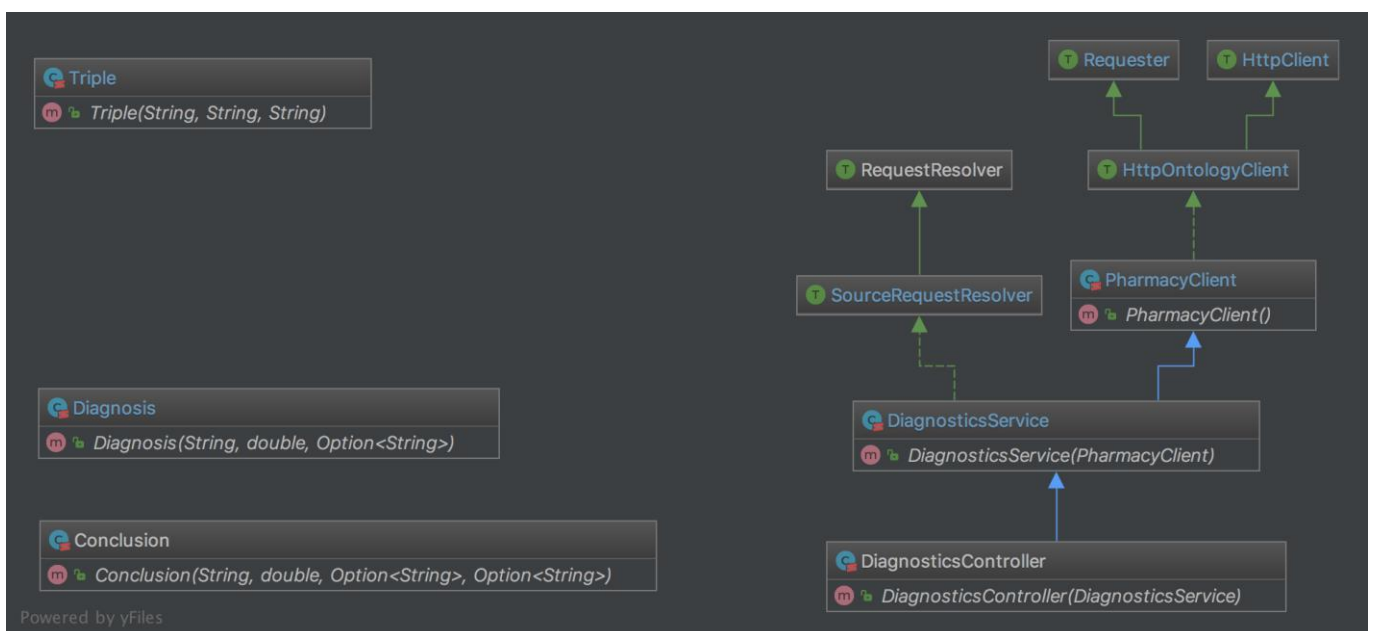 Triple
Triple(String, String, String)
Diagnosis
Diagnosis(String, double, Option<String>)
Conclusion
Conclusion(String, double, Option<String>, Option<String>)
Powered by yFiles
Requester
HttpClient
RequestResolver
HttpOntologyClient
SourceRequestResolver
PharmacyClient
PharmacyClient()
DiagnosticsService
DiagnosticsService(PharmacyClient)
DiagnosticsController
DiagnosticsController(DiagnosticsService)